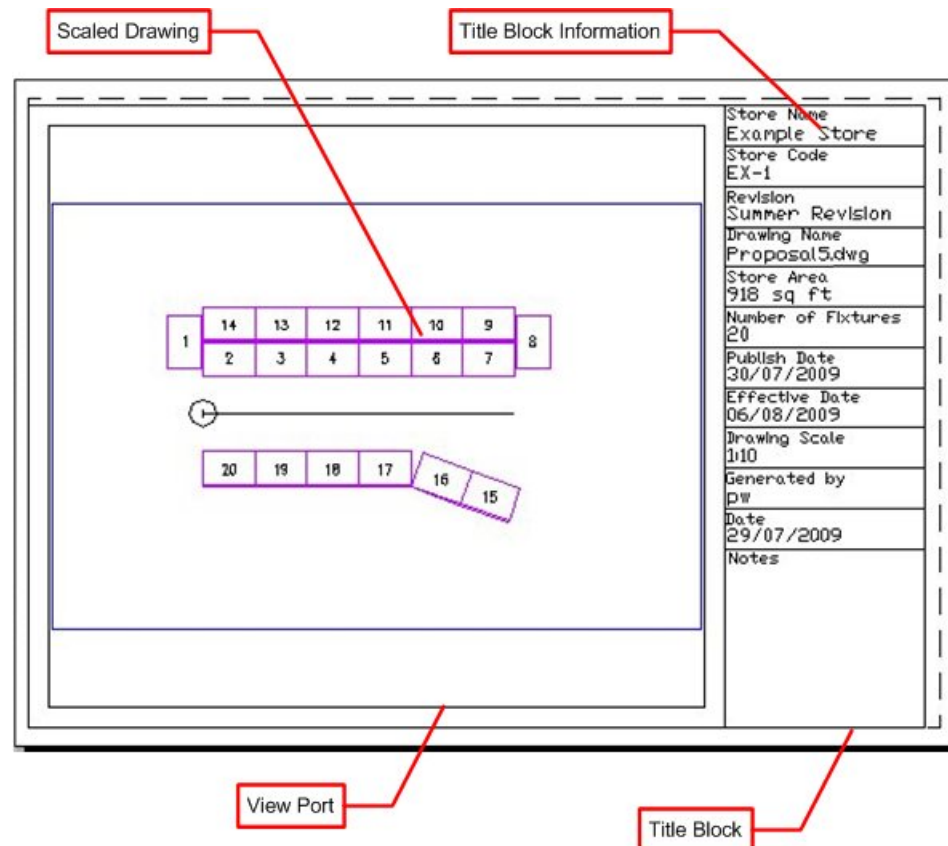 Scaled Drawing
Title Block Information
Store Name
Example Store
Store Code
EX-1
Revision
Summer Revision
Drawing Name
Proposal5.dwg
Store Area
918 sq ft
Number of Fixtures
20
Publish Date
30/07/2009
Effective Date
06/08/2009
Drawing Scale
1:10
Generated by
pw
Date
29/07/2009
Notes
14 13 12 11 10 9
1 8
2 3 4 5 6 7
20 19 18 17 16 15
View Port
Title Block